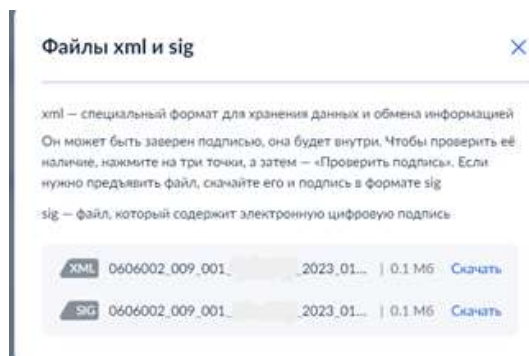 Файлы xml и sig
xml — специальный формат для хранения данных и обмена информацией
Он может быть заверен подписью, она будет внутри. Чтобы проверить её
наличие, нажмите на три точки, а затем — «Проверить подпись». Если
нужно предъявить файл, скачайте его и подпись в формате sig
sig — файл, который содержит электронную цифровую подпись
XML 0606002_009_001_ _2023_01... | 0.1 Мб Скачать
SIG 0606002_009_001_ _2023_01... | 0.1 Мб Скачать